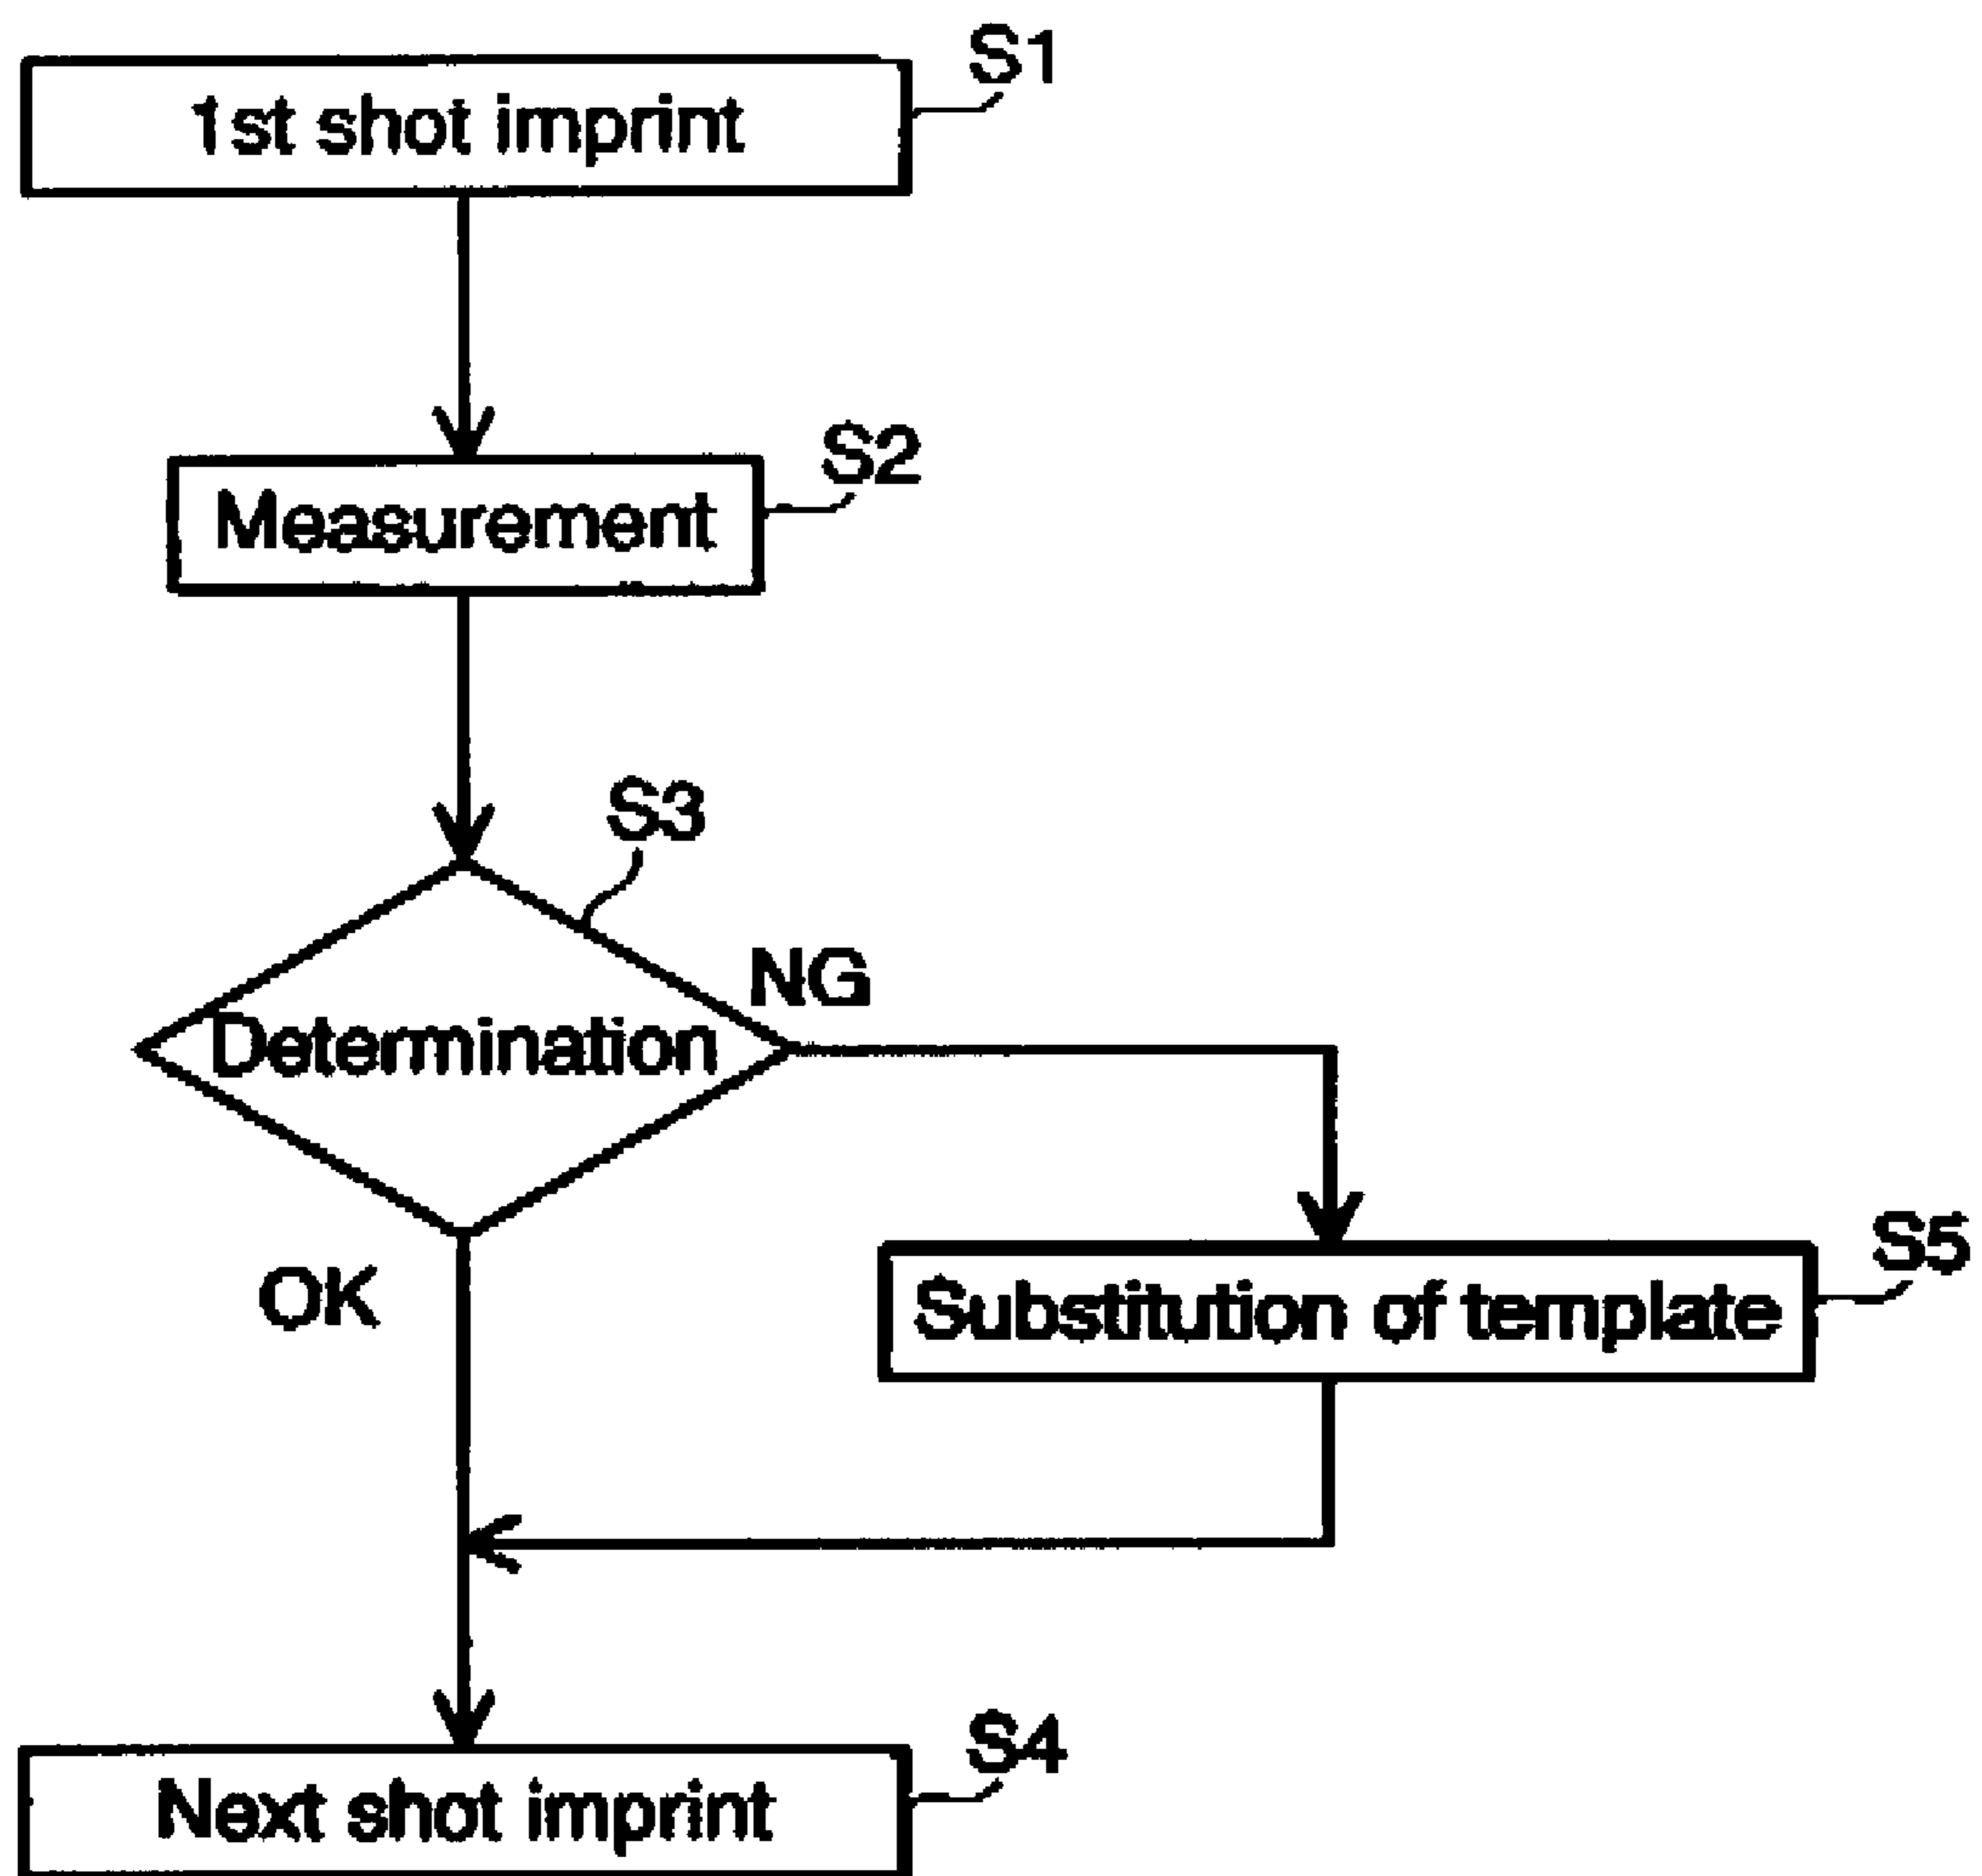 S1
1st shot imprint
S2
Measurement
S3
NG
Determination
OK
S5
Substitution of template
S4
Next shot imprint